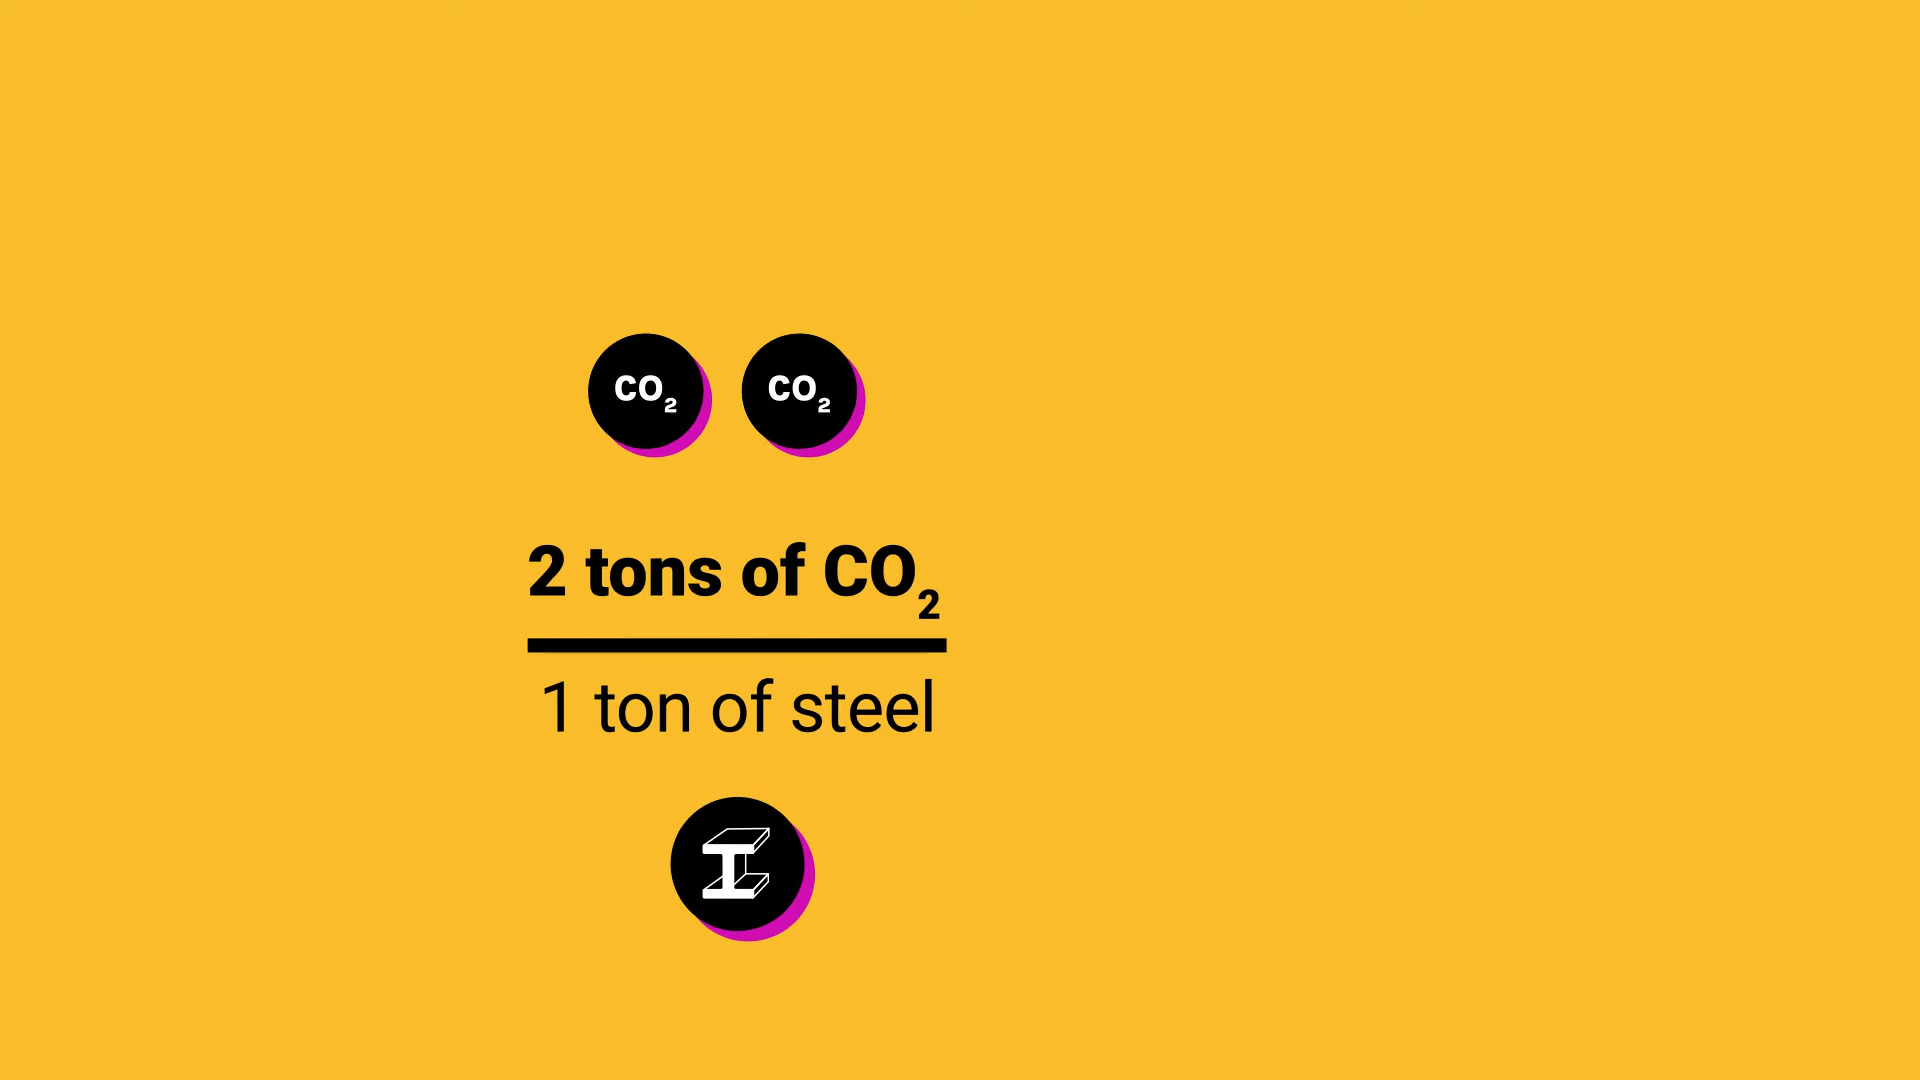 CO₂ CO₂
2 tons of CO₂
1 ton of steel